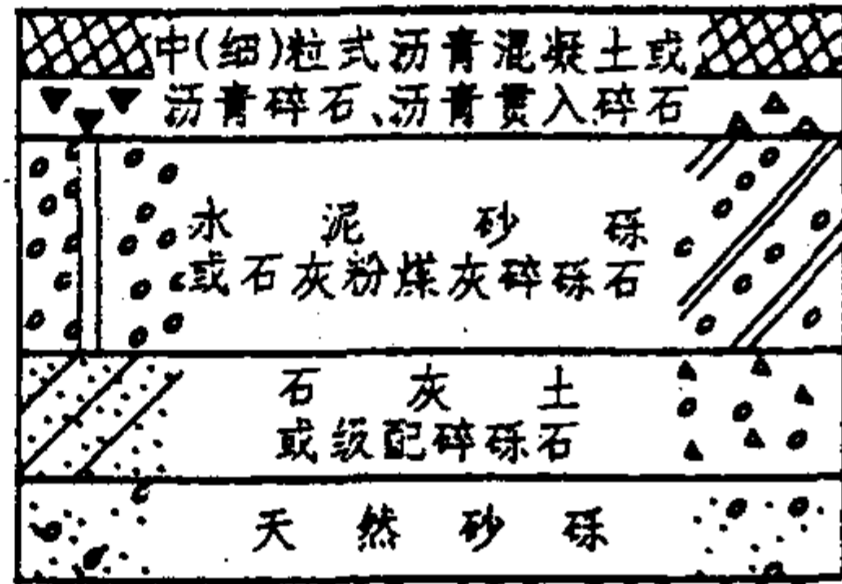 中(细)粒式沥青混凝土或
沥青碎石、沥青贯入碎石
水泥砂砾
或石灰粉煤灰碎砾石
石灰土
或级配碎砾石
天然砂砾